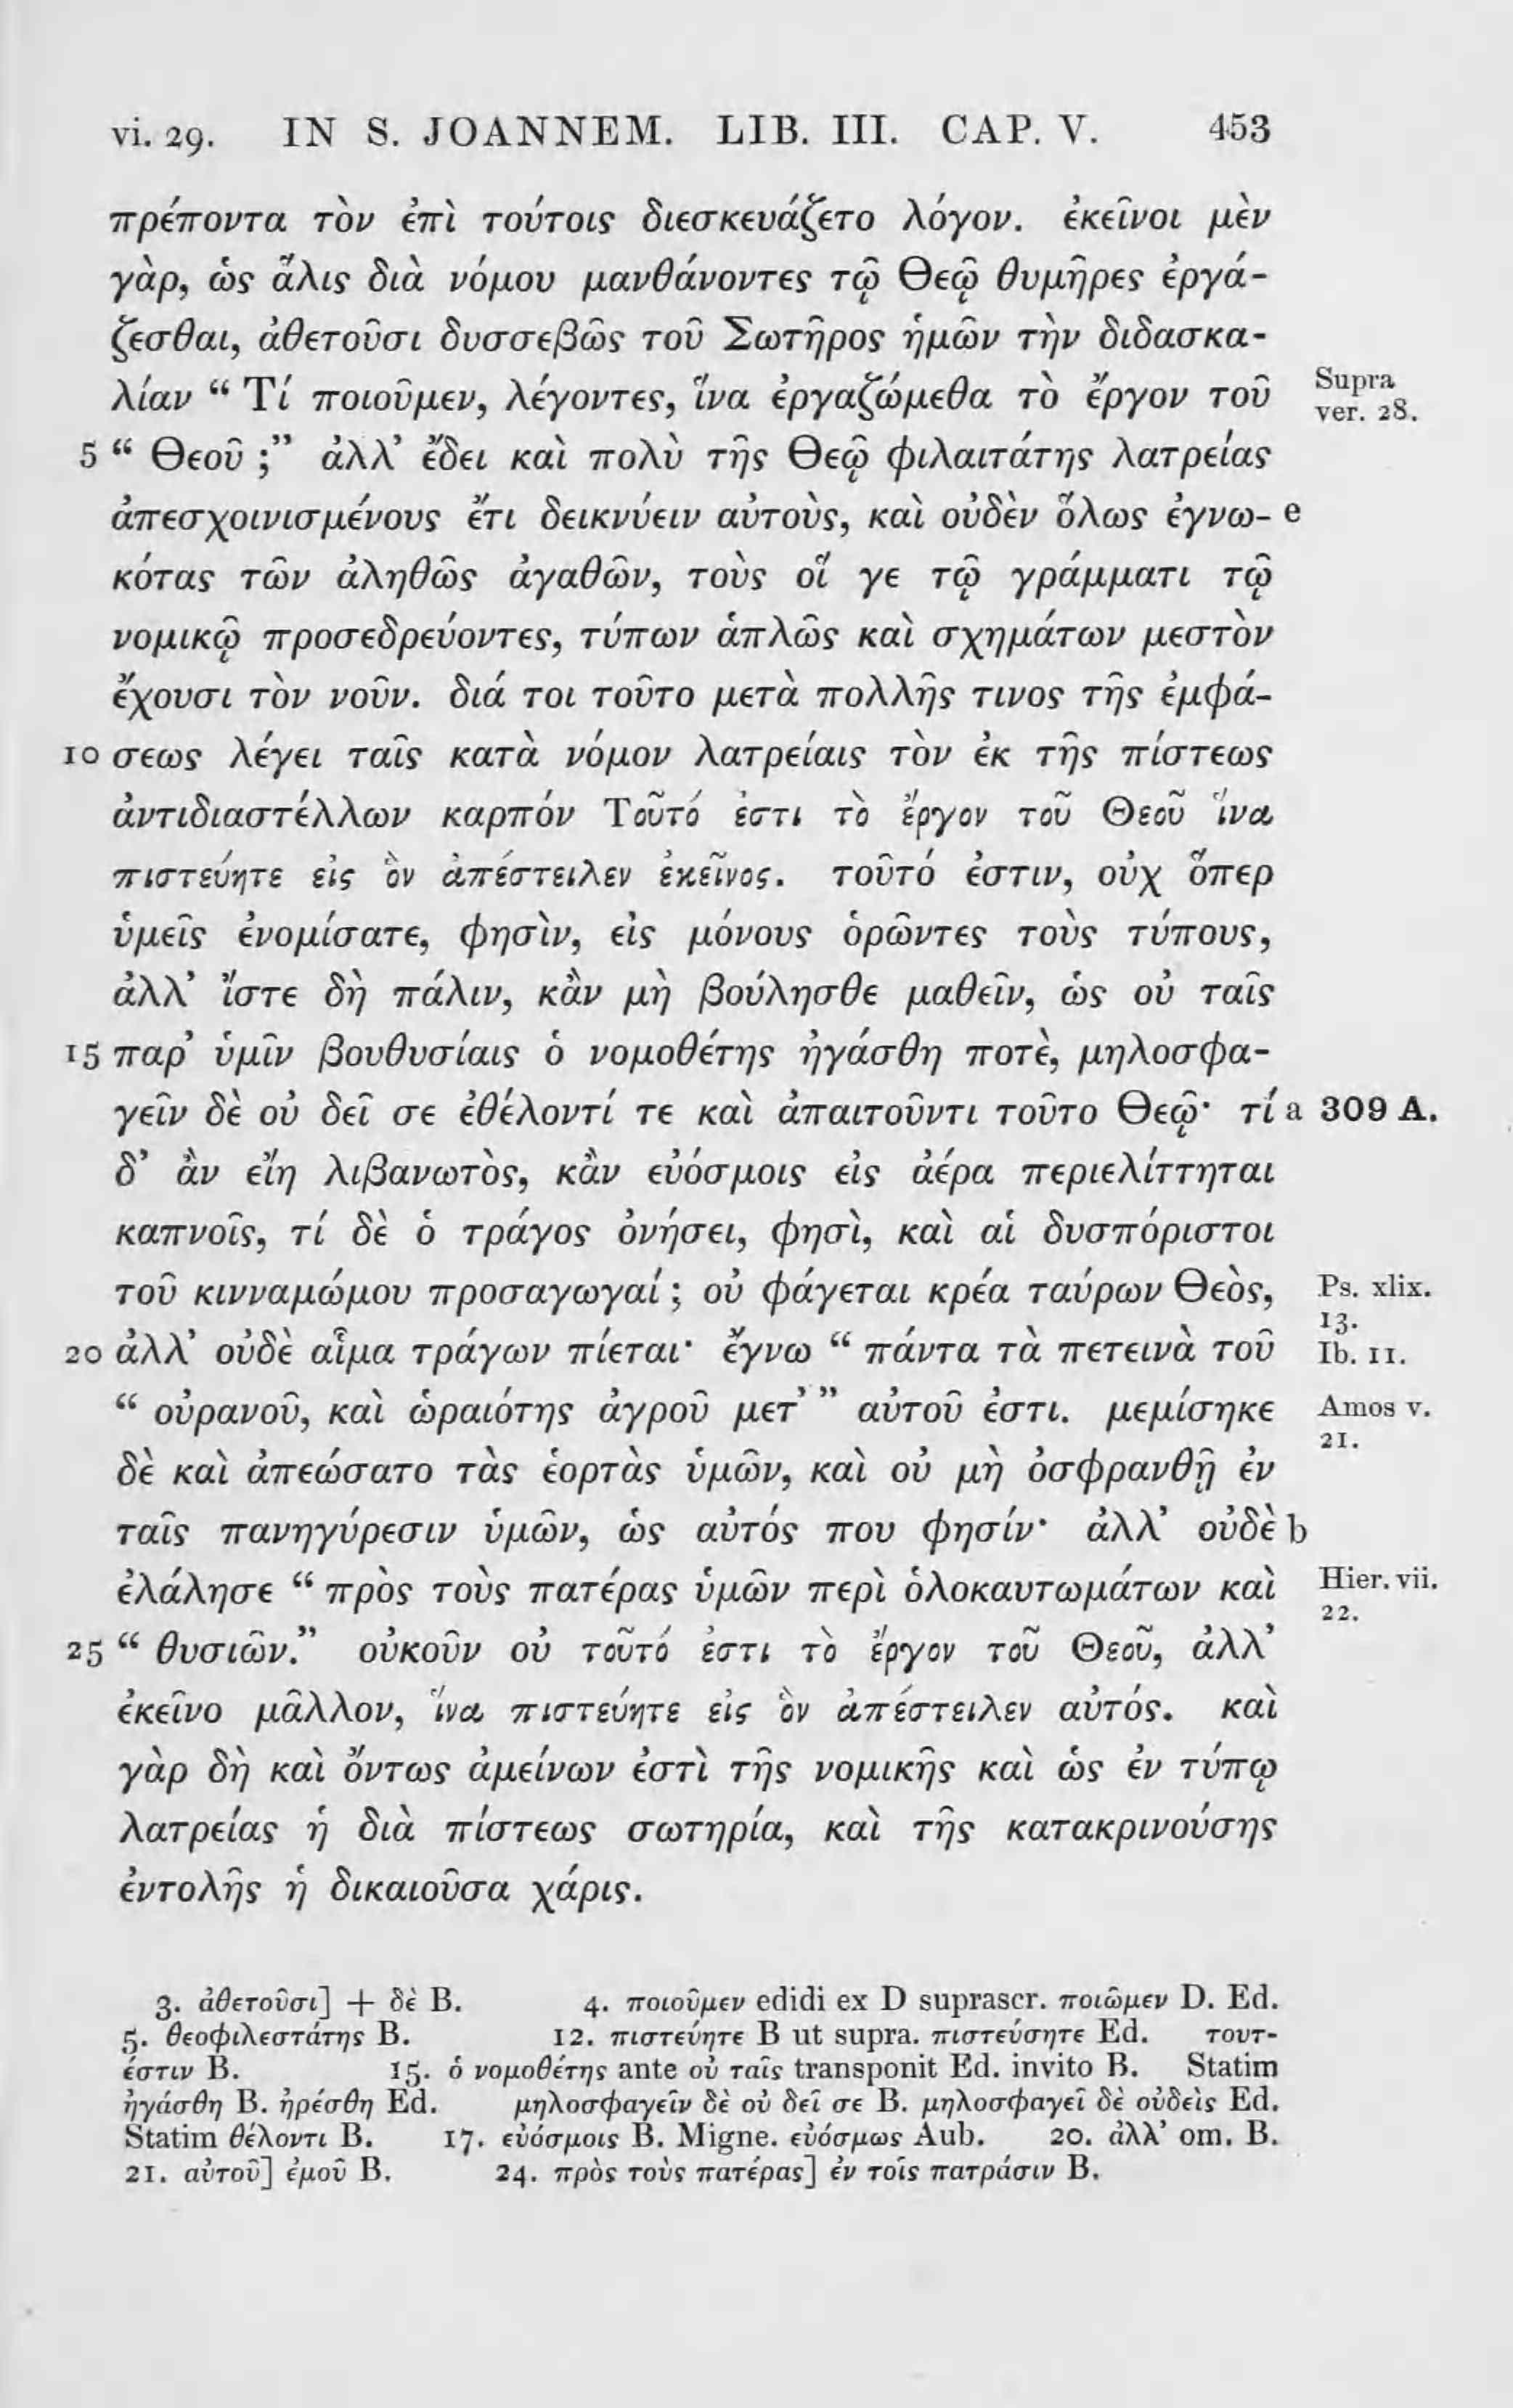 vi. 29. IN S. JOANNEM. LIB. III. CAP. V. 453
πρέποντα τὸν ἐπὶ τούτοις διεσκευάζετο λόγον. ἐκεῖνοι μὲν
γὰρ, ὡς ἅλις διὰ νόμου μανθάνοντες τῷ Θεῷ θυμῆρες ἐργά-
ζεσθαι, ἀθετοῦσι δυσσεβῶς τοῦ Σωτῆρος ἡμῶν τὴν διδασκα-
λίαν “ Τί ποιοῦμεν, λέγοντες, ἵνα ἐργαζώμεθα τὸ ἔργον τοῦ Supra ver. 28.
5 “ Θεοῦ ;” ἀλλ’ ἔδει καὶ πολὺ τῆς Θεῷ φιλαιτάτης λατρείας
ἀπεσχοινισμένους ἔτι δεικνύειν αὐτοὺς, καὶ οὐδὲν ὅλως ἐγνω- e
κότας τῶν ἀληθῶς ἀγαθῶν, τοὺς οἵ γε τῷ γράμματι τῷ
νομικῷ προσεδρεύοντες, τύπων ἁπλῶς καὶ σχημάτων μεστὸν
ἔχουσι τὸν νοῦν. διά τοι τοῦτο μετὰ πολλῆς τινος τῆς ἐμφά-
10 σεως λέγει ταῖς κατὰ νόμον λατρείαις τὸν ἐκ τῆς πίστεως
ἀντιδιαστέλλων καρπόν Τοῦτό ἐστι τὸ ἔργον τοῦ Θεοῦ ἵνα
πιστεύητε εἰς ὃν ἀπέστειλεν ἐκεῖνος. τοῦτό ἐστιν, οὐχ ὅπερ
ὑμεῖς ἐνομίσατε, φησὶν, εἰς μόνους ὁρῶντες τοὺς τύπους,
ἀλλ’ ἴστε δὴ πάλιν, κἂν μὴ βούλησθε μαθεῖν, ὡς οὐ ταῖς
15 παρ’ ὑμῖν βουθυσίαις ὁ νομοθέτης ἠγάσθη ποτὲ, μηλοσφα-
γεῖν δὲ οὐ δεῖ σε ἐθέλοντί τε καὶ ἀπαιτοῦντι τοῦτο Θεῷ· τί a 309 A.
δ’ ἂν εἴη λιβανωτὸς, κἂν εὐόσμοις εἰς ἀέρα περιελίττηται
καπνοῖς, τί δὲ ὁ τράγος ὀνήσει, φησὶ, καὶ αἱ δυσπόριστοι
τοῦ κινναμώμου προσαγωγαί ; οὐ φάγεται κρέα ταύρων Θεὸς, Ps. xlix. 13.
20 ἀλλ’ οὐδὲ αἷμα τράγων πίεται· ἔγνω “ πάντα τὰ πετεινὰ τοῦ Ib. 11.
“ οὐρανοῦ, καὶ ὡραιότης ἀγροῦ μετ’ ” αὐτοῦ ἐστι. μεμίσηκε Amos v. 21.
δὲ καὶ ἀπεώσατο τὰς ἑορτὰς ὑμῶν, καὶ οὐ μὴ ὀσφρανθῇ ἐν
ταῖς πανηγύρεσιν ὑμῶν, ὡς αὐτός που φησίν· ἀλλ’ οὐδὲ b
ἐλάλησε “ πρὸς τοὺς πατέρας ὑμῶν περὶ ὁλοκαυτωμάτων καὶ Hier. vii. 22.
25 “ θυσιῶν.” οὐκοῦν οὐ τοῦτό ἐστι τὸ ἔργον τοῦ Θεοῦ, ἀλλ’
ἐκεῖνο μᾶλλον, ἵνα πιστεύητε εἰς ὃν ἀπέστειλεν αὐτός. καὶ
γὰρ δὴ καὶ ὄντως ἀμείνων ἐστὶ τῆς νομικῆς καὶ ὡς ἐν τύπῳ
λατρείας ἡ διὰ πίστεως σωτηρία, καὶ τῆς κατακρινούσης
ἐντολῆς ἡ δικαιοῦσα χάρις.
3. ἀθετοῦσι] + δὲ B. 4. ποιοῦμεν edidi ex D suprascr. ποιῶμεν D. Ed.
5. θεοφιλεστάτης B. 12. πιστεύητε B ut supra. πιστεύσητε Ed. τουτ-
έστιν B. 15. ὁ νομοθέτης ante οὐ ταῖς transponit Ed. invito B. Statim
ἠγάσθη B. ἠρέσθη Ed. μηλοσφαγεῖν δὲ οὐ δεῖ σε B. μηλοσφαγεῖ δὲ οὐδεὶς Ed.
Statim θέλοντι B. 17. εὐόσμοις B. Migne. εὐόσμως Aub. 20. ἀλλ’ om. B.
21. αὐτοῦ] ἐμοῦ B. 24. πρὸς τοὺς πατέρας] ἐν τοῖς πατράσιν B.